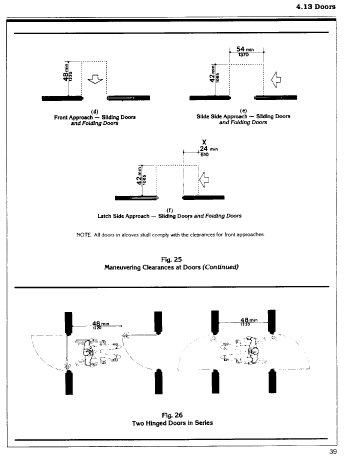 4.13 Doors
48 min
1220
54 min
1370
42 min
1065
(d)
Front Approach — Sliding Doors
and Folding Doors
(e)
Slide Side Approach — Sliding Doors
and Folding Doors
X
24 min
610
42 min
1065
(f)
Latch Side Approach — Sliding Doors and Folding Doors
NOTE: All doors in alcoves shall comply with the clearances for front approaches.
Fig. 25
Maneuvering Clearances at Doors (Continued)
48 min
1220
48 min
1220
Fig. 26
Two Hinged Doors in Series
39